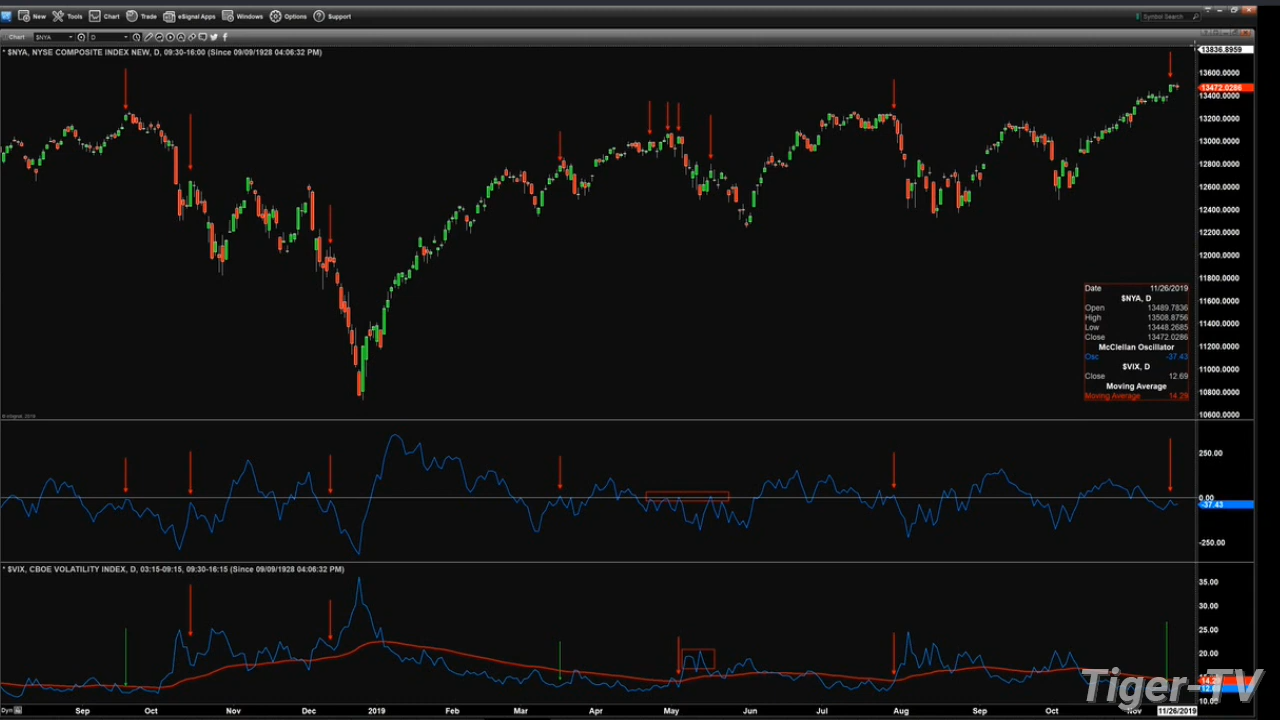 New Tools Chart Trade eSignal Apps Windows Options Support Symbol Search
Chart $NYA D
* $NYA, NYSE COMPOSITE INDEX NEW, D, 09:30-16:00 (Since 09/09/1928 04:06:32 PM)
13836.8959
13600.0000
13472.0286
13400.0000
13200.0000
13000.0000
12800.0000
12600.0000
12400.0000
12200.0000
12000.0000
11800.0000
11600.0000
11400.0000
11200.0000
11000.0000
10800.0000
10600.0000
Date 11/26/2019
$NYA, D
Open 13489.7836
High 13508.8756
Low 13448.2685
Close 13472.0286
McClellan Oscillator
Osc -37.43
$VIX, D
Close 12.69
Moving Average
Moving Average 14.29
© eSignal, 2019
250.00
0.00
-37.43
-250.00
* $VIX, CBOE VOLATILITY INDEX, D, 03:15-09:15, 09:30-16:15 (Since 09/09/1928 04:06:32 PM)
35.00
30.00
25.00
20.00
10.00
Tiger-TV
Dyn Sep Oct Nov Dec 2019 Feb Mar Apr May Jun Jul Aug Sep Oct Nov 11/26/2019